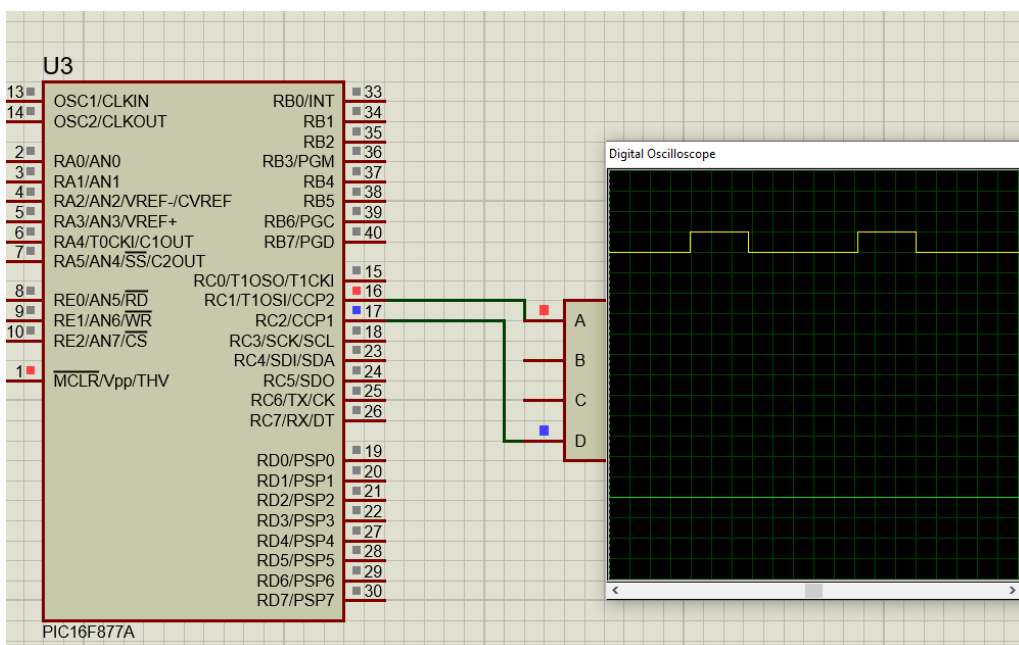 U3
13 OSC1/CLKIN RB0/INT 33
14 OSC2/CLKOUT RB1 34
RB2 35
2 RA0/AN0 RB3/PGM 36
3 RA1/AN1 RB4 37
4 RA2/AN2/VREF-/CVREF RB5 38
5 RA3/AN3/VREF+ RB6/PGC 39
6 RA4/T0CKI/C1OUT RB7/PGD 40
7 RA5/AN4/SS/C2OUT
RC0/T1OSO/T1CKI 15
8 RE0/AN5/RD RC1/T1OSI/CCP2 16
9 RE1/AN6/WR RC2/CCP1 17
10 RE2/AN7/CS RC3/SCK/SCL 18
RC4/SDI/SDA 23
1 MCLR/Vpp/THV RC5/SDO 24
RC6/TX/CK 25
RC7/RX/DT 26
RD0/PSP0 19
RD1/PSP1 20
RD2/PSP2 21
RD3/PSP3 22
RD4/PSP4 27
RD5/PSP5 28
RD6/PSP6 29
RD7/PSP7 30
PIC16F877A
A
B
C
D
Digital Oscilloscope